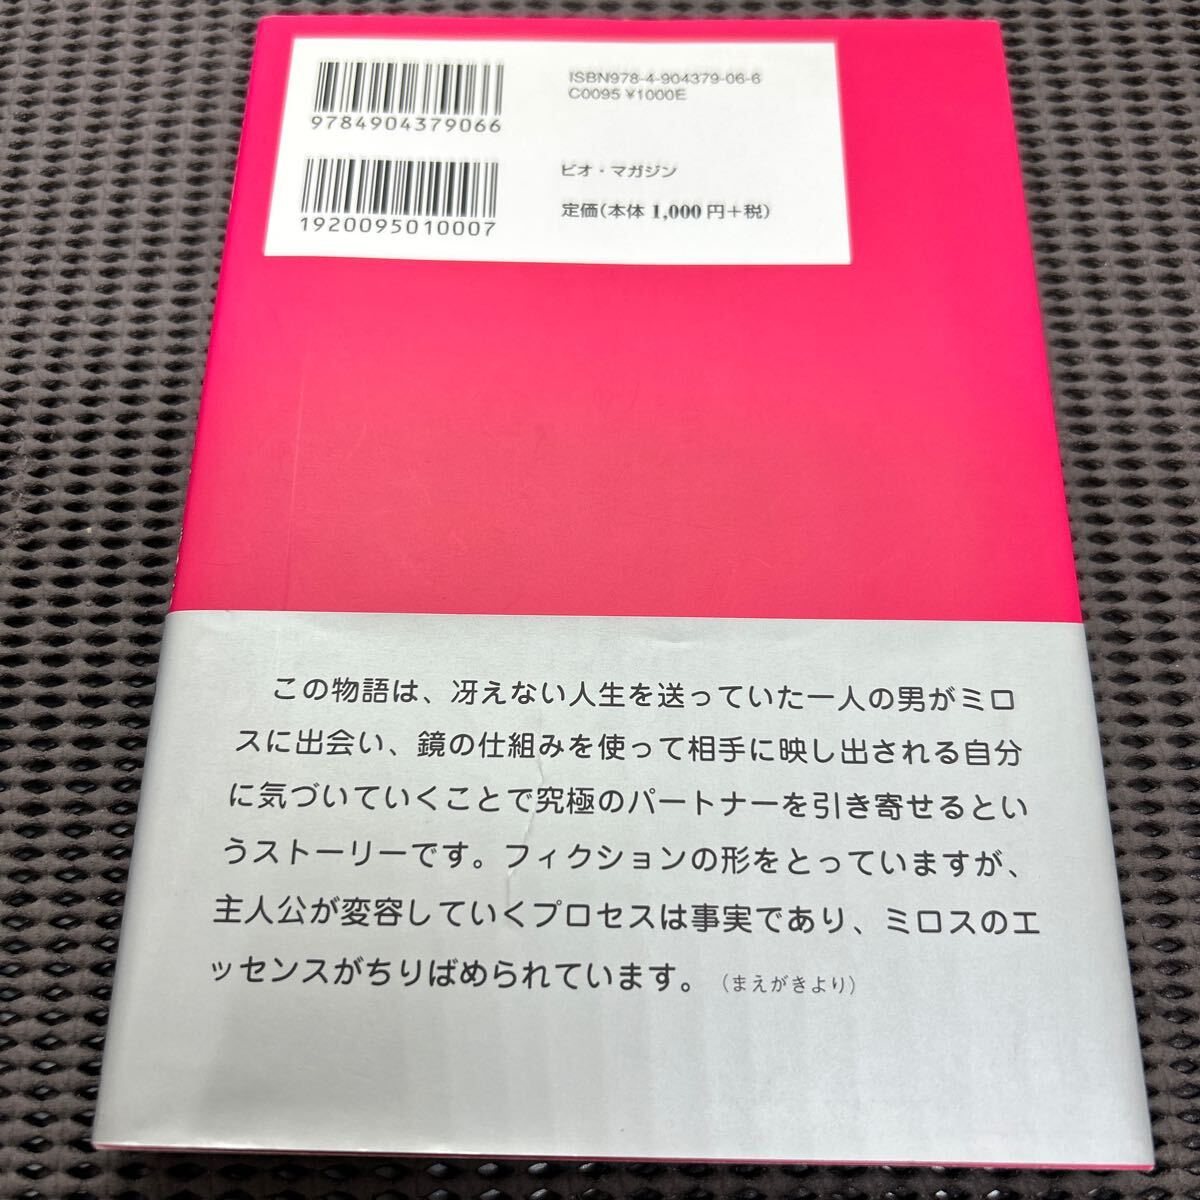 ISBN978-4-904379-06-6
C0095 ¥1000E
9784904379066
ビオ・マガジン
定価(本体 1,000 円+税)
1920095010007
この物語は、冴えない人生を送っていた一人の男がミロ
スに出会い、鏡の仕組みを使って相手に映し出される自分
に気づいていくことで究極のパートナーを引き寄せるとい
うストーリーです。フィクションの形をとっていますが、
主人公が変容していくプロセスは事実であり、ミロスのエ
ッセンスがちりばめられています。(まえがきより)